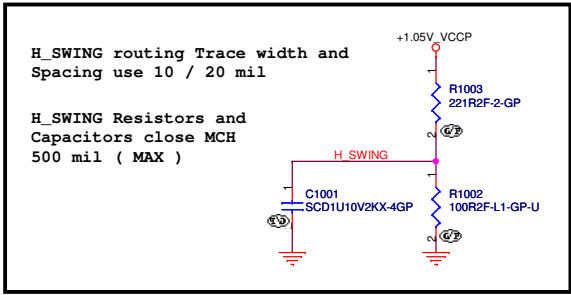 H_SWING routing Trace width and
Spacing use 10 / 20 mil
H_SWING Resistors and
Capacitors close MCH
500 mil ( MAX )
+1.05V_VCCP
1
R1003
221R2F-2-GP
2
G/P
H_SWING
1
C1001
SCD1U10V2KX-4GP
1
R1002
100R2F-L1-GP-U
2
G/P